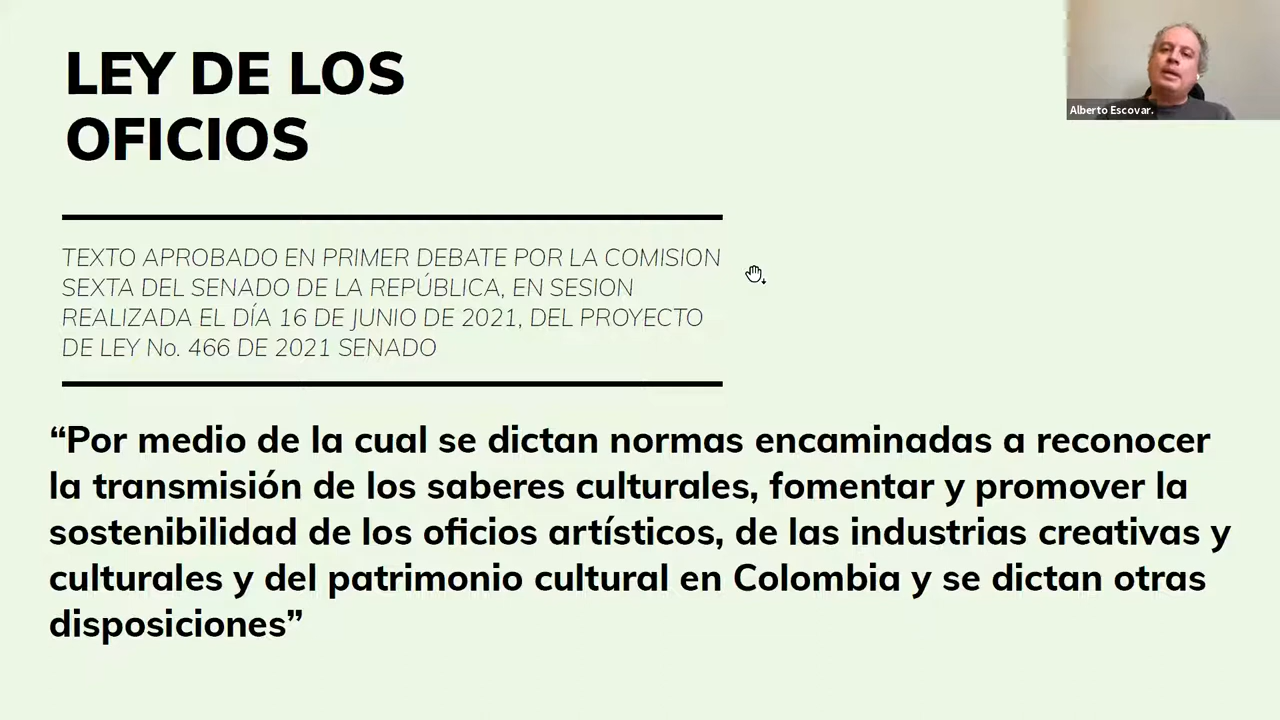 LEY DE LOS
OFICIOS
Alberto Escovar.
TEXTO APROBADO EN PRIMER DEBATE POR LA COMISION
SEXTA DEL SENADO DE LA REPÚBLICA, EN SESION
REALIZADA EL DÍA 16 DE JUNIO DE 2021, DEL PROYECTO
DE LEY No. 466 DE 2021 SENADO
“Por medio de la cual se dictan normas encaminadas a reconocer
la transmisión de los saberes culturales, fomentar y promover la
sostenibilidad de los oficios artísticos, de las industrias creativas y
culturales y del patrimonio cultural en Colombia y se dictan otras
disposiciones”